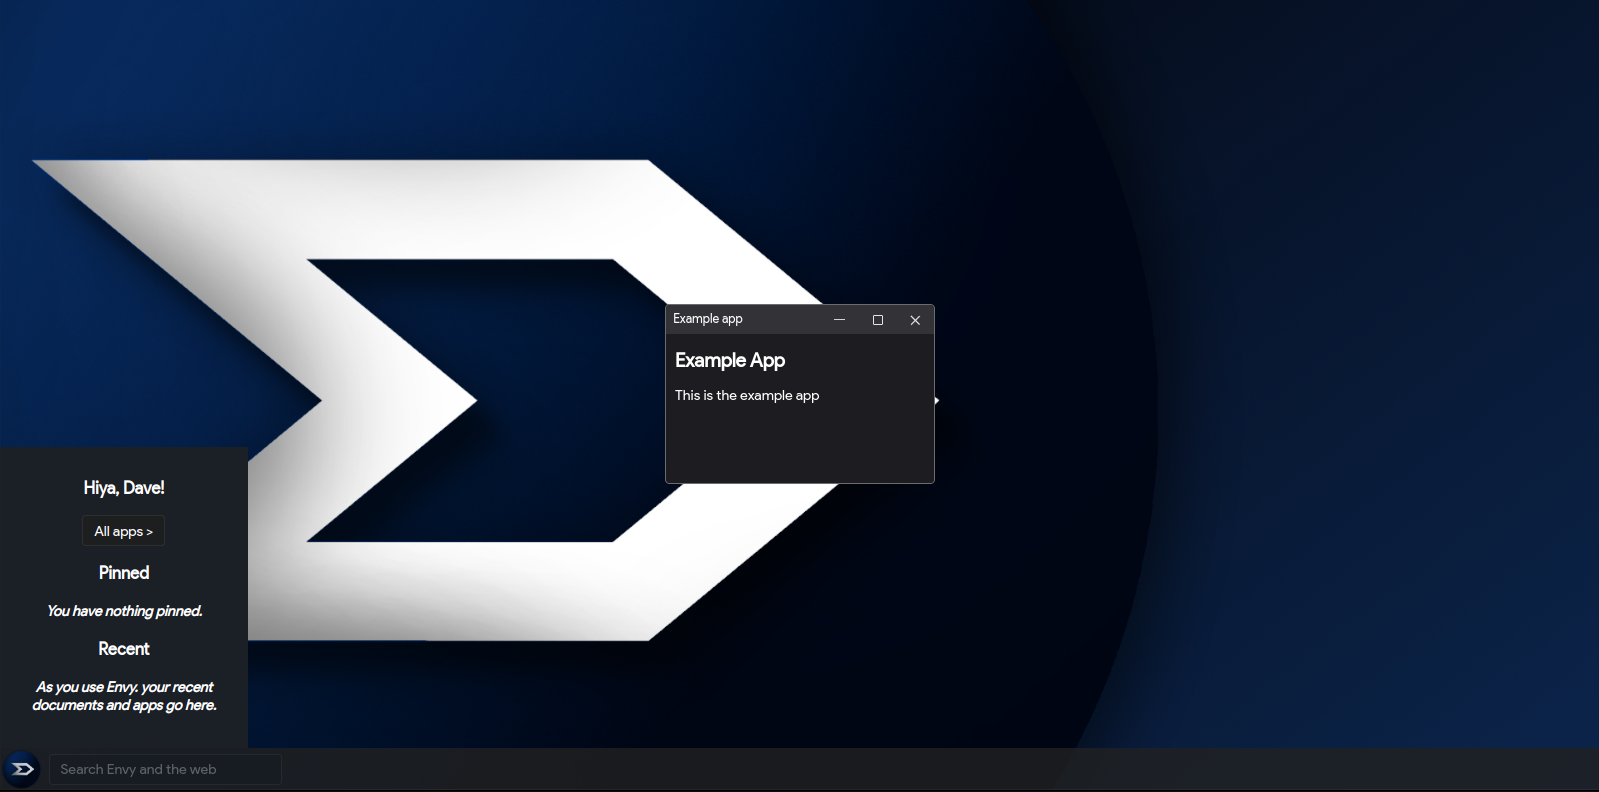 Example app
Example App
This is the example app
Hiya, Dave!
All apps >
Pinned
You have nothing pinned.
Recent
As you use Envy. your recent
documents and apps go here.
Search Envy and the web